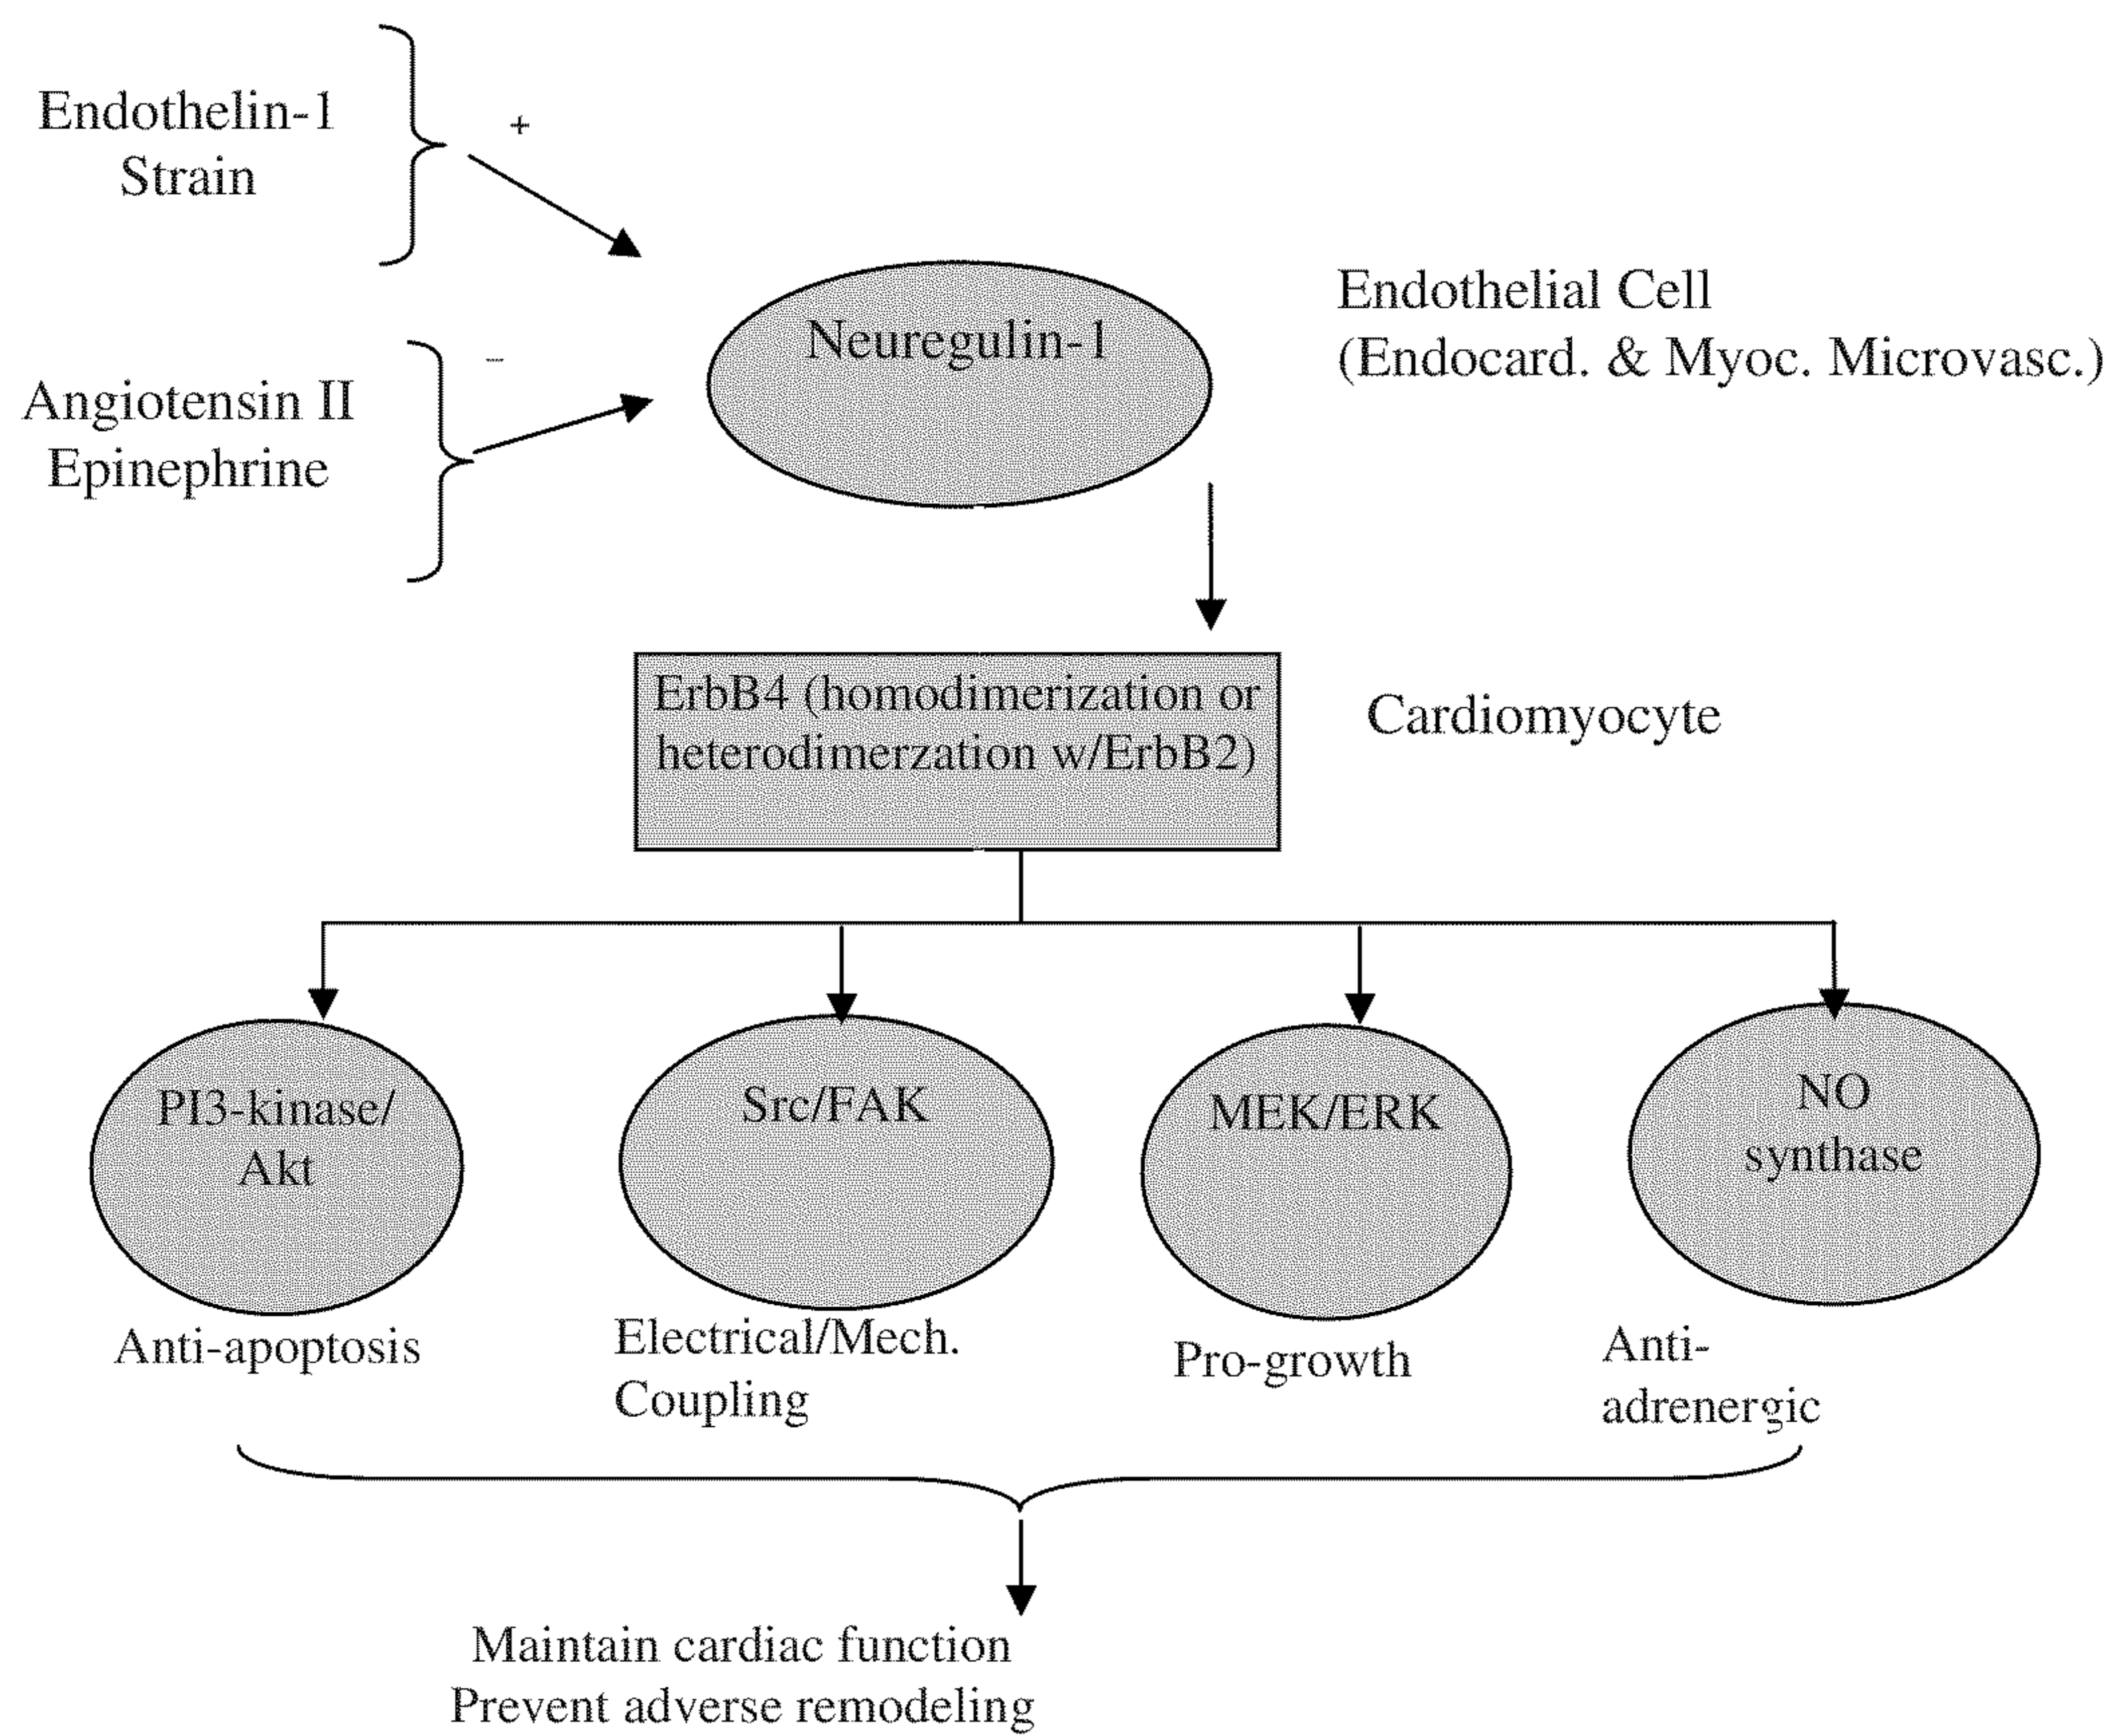 Endothelin-1
Strain
+
Angiotensin II
Epinephrine
−
Neuregulin-1
Endothelial Cell
(Endocard. & Myoc. Microvasc.)
ErbB4 (homodimerization or
heterodimerzation w/ErbB2)
Cardiomyocyte
PI3-kinase/
Akt
Src/FAK
MEK/ERK
NO
synthase
Anti-apoptosis
Electrical/Mech.
Coupling
Pro-growth
Anti-
adrenergic
Maintain cardiac function
Prevent adverse remodeling